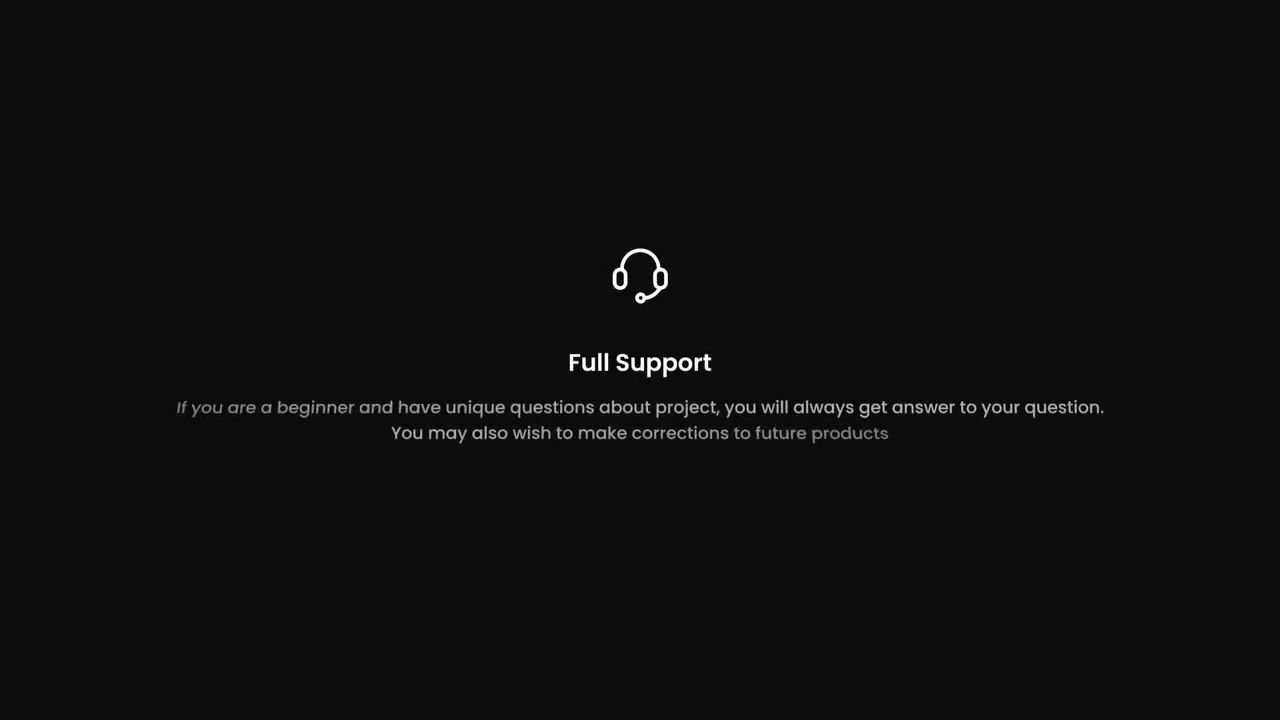 Full Support
If you are a beginner and have unique questions about project, you will always get answer to your question.
You may also wish to make corrections to future products